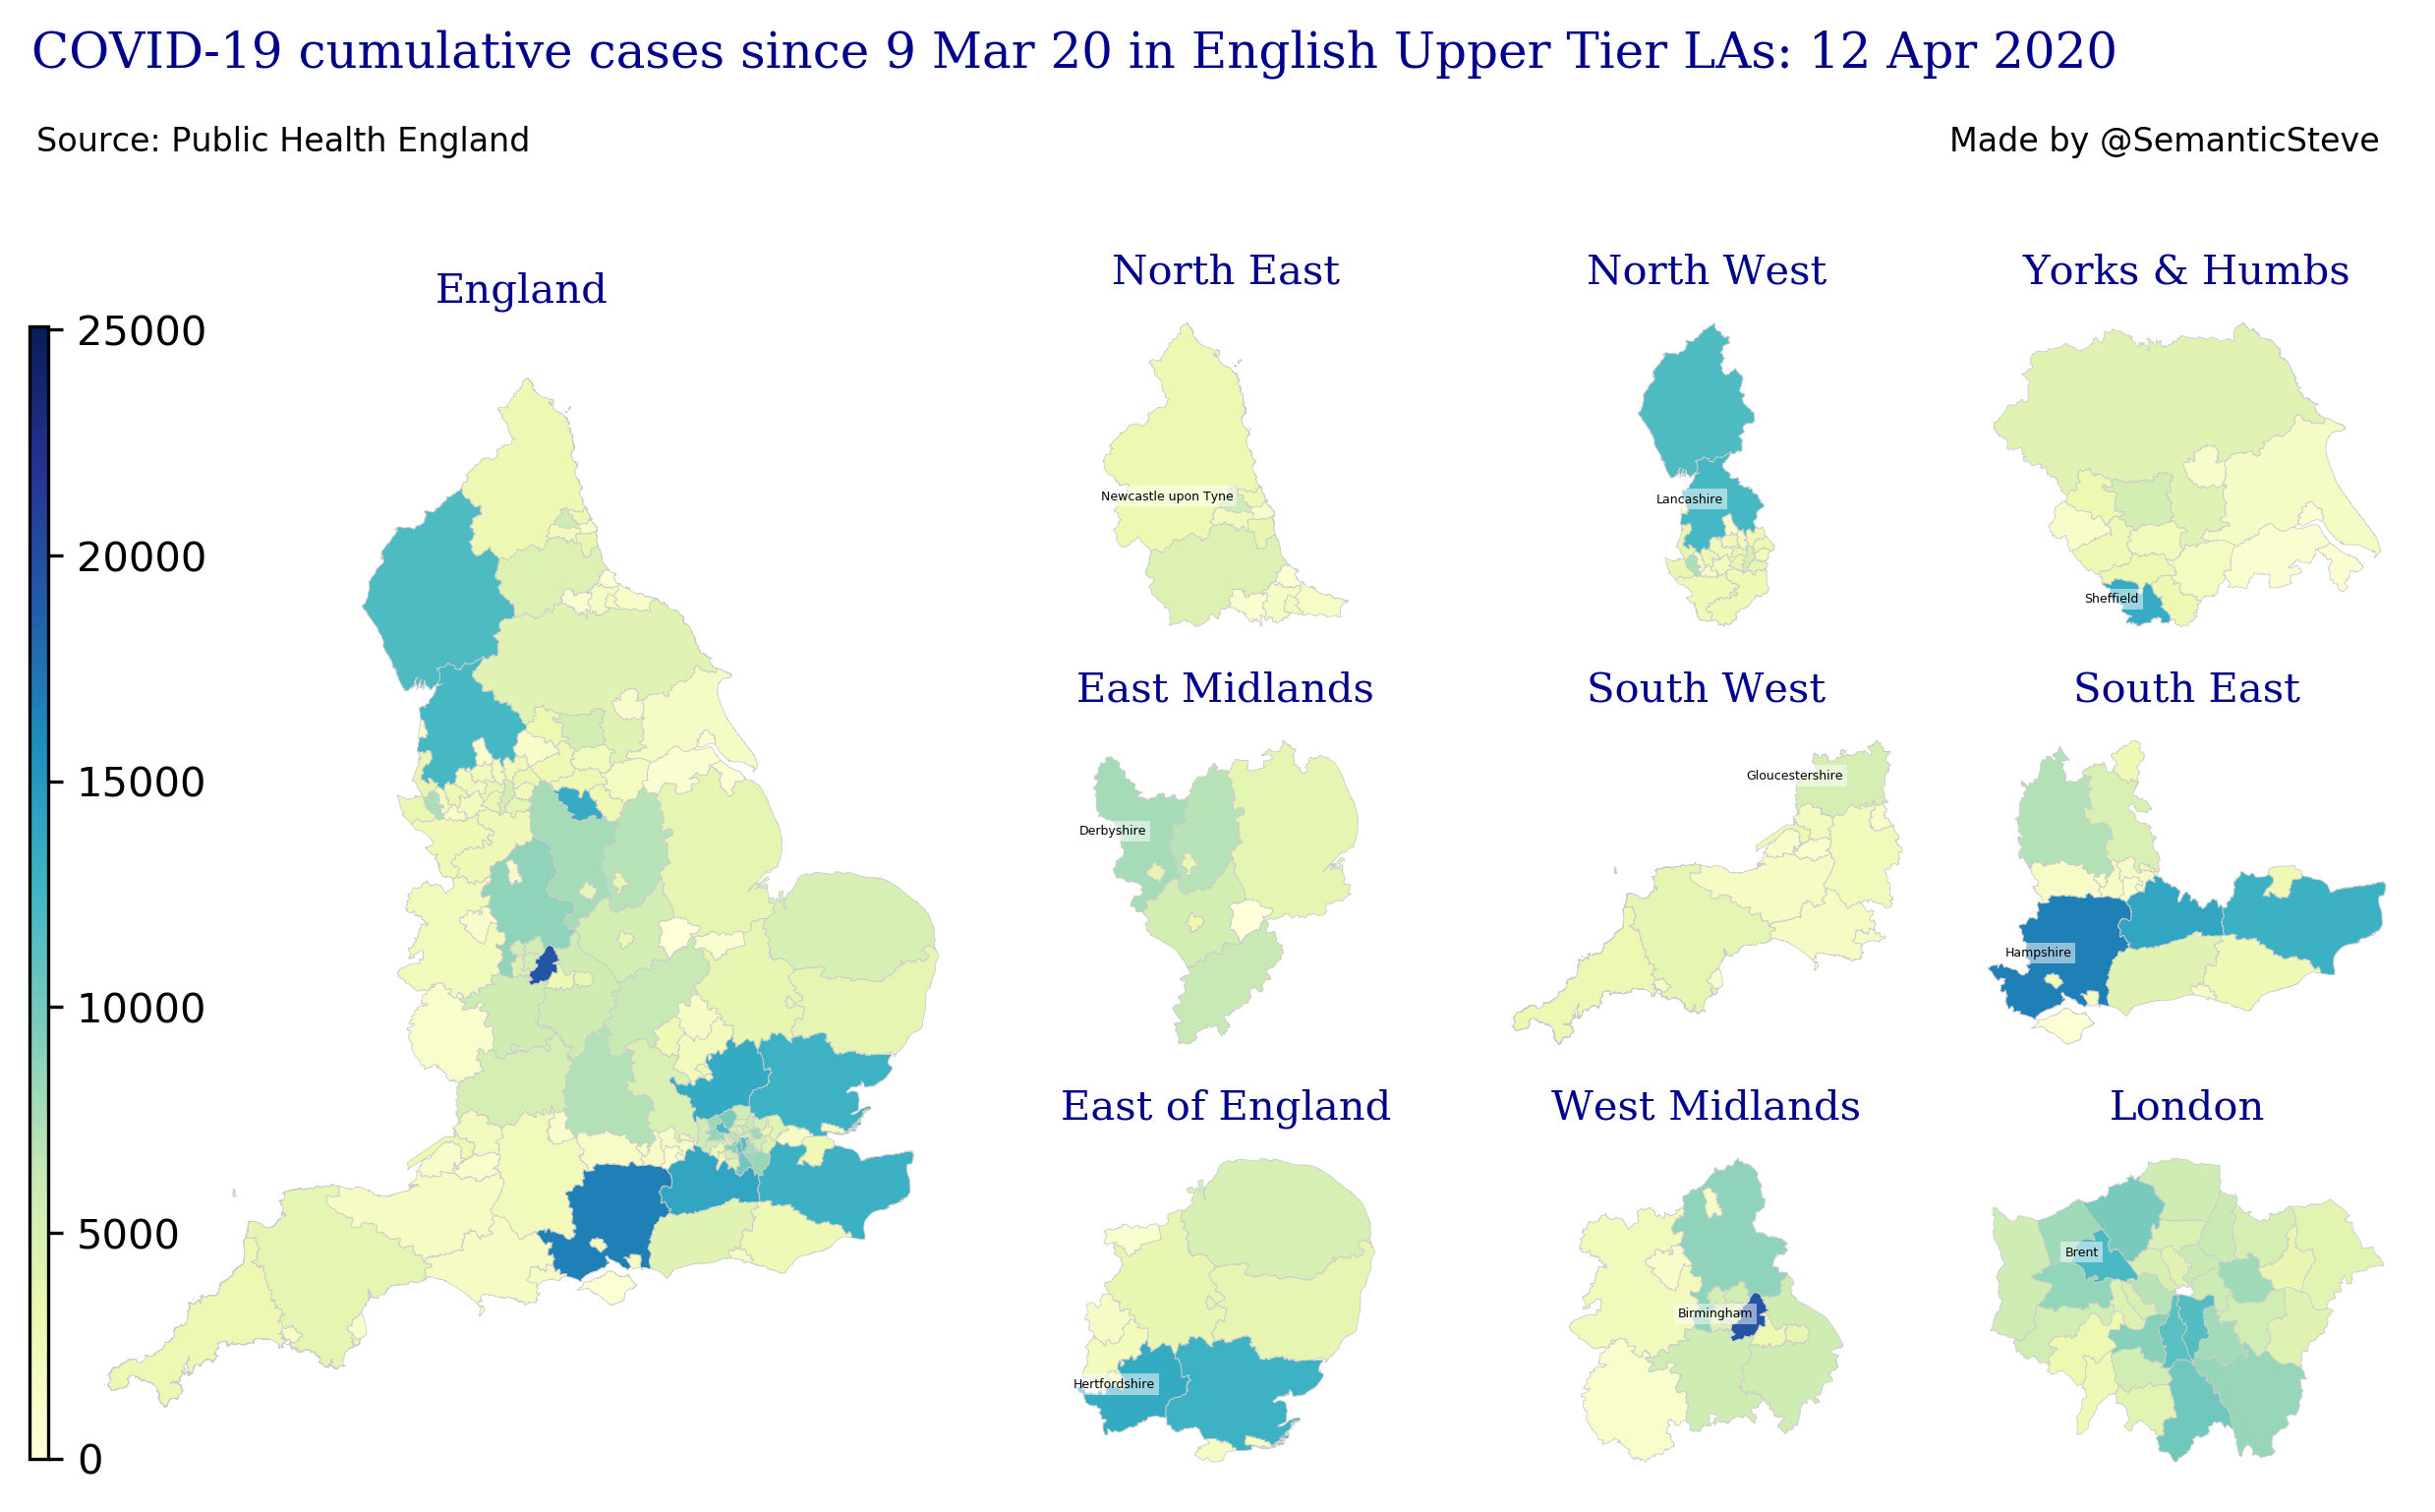 COVID-19 cumulative cases since 9 Mar 20 in English Upper Tier LAs: 12 Apr 2020
Source: Public Health England
Made by @SemanticSteve
England
25000
20000
15000
10000
5000
0
North East
Newcastle upon Tyne
North West
Lancashire
Yorks & Humbs
Sheffield
East Midlands
Derbyshire
South West
Gloucestershire
South East
Hampshire
East of England
Hertfordshire
West Midlands
Birmingham
London
Brent